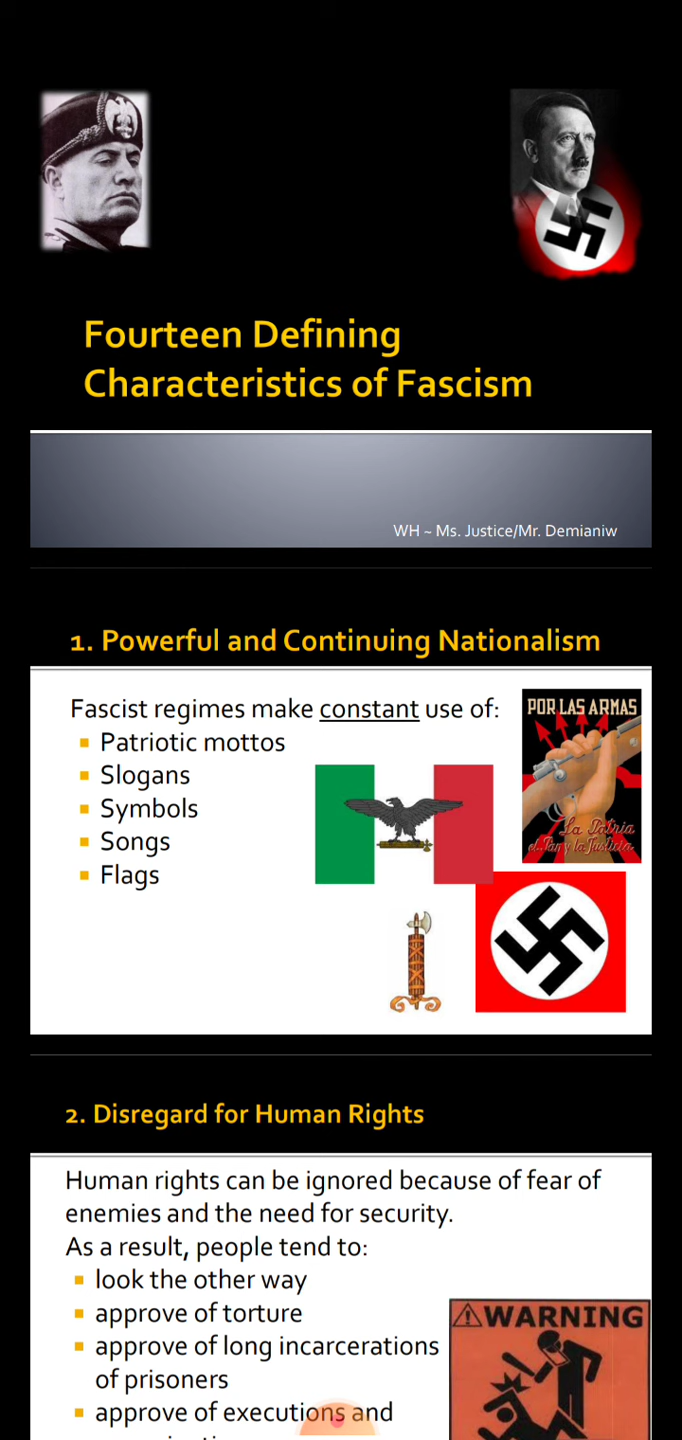 Fourteen Defining
Characteristics of Fascism
WH ~ Ms. Justice/Mr. Demianiw
1. Powerful and Continuing Nationalism
Fascist regimes make constant use of:
Patriotic mottos
Slogans
Symbols
Songs
Flags
POR LAS ARMAS
La Patria
el Pan y la Justicia.
2. Disregard for Human Rights
Human rights can be ignored because of fear of
enemies and the need for security.
As a result, people tend to:
look the other way
approve of torture
approve of long incarcerations
of prisoners
approve of executions and
WARNING